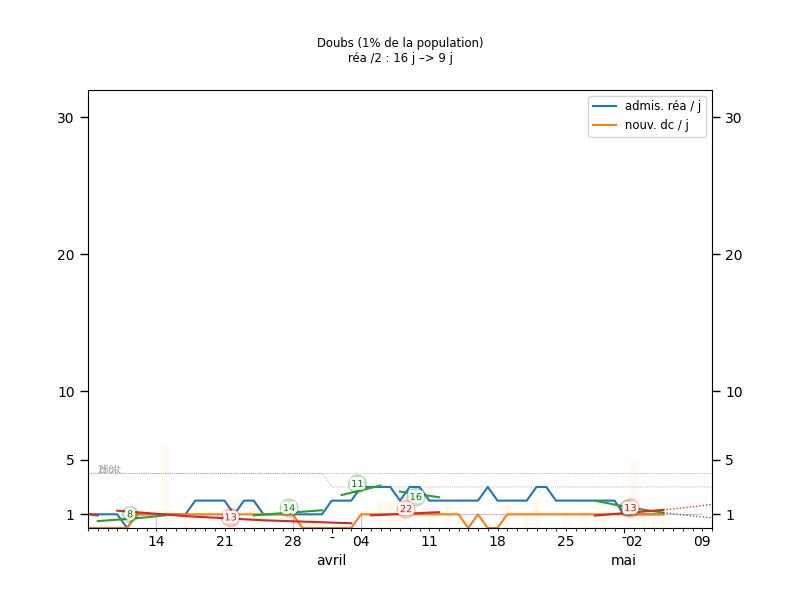 Doubs (1% de la population)
réa /2 : 16 j –> 9 j
admis. réa / j
nouv. dc / j
30 30
20 20
10 10
5 5
1 1
8 13 14 11 22 16 13
14 21 28 - 04 11 18 25 - 02 09
avril mai